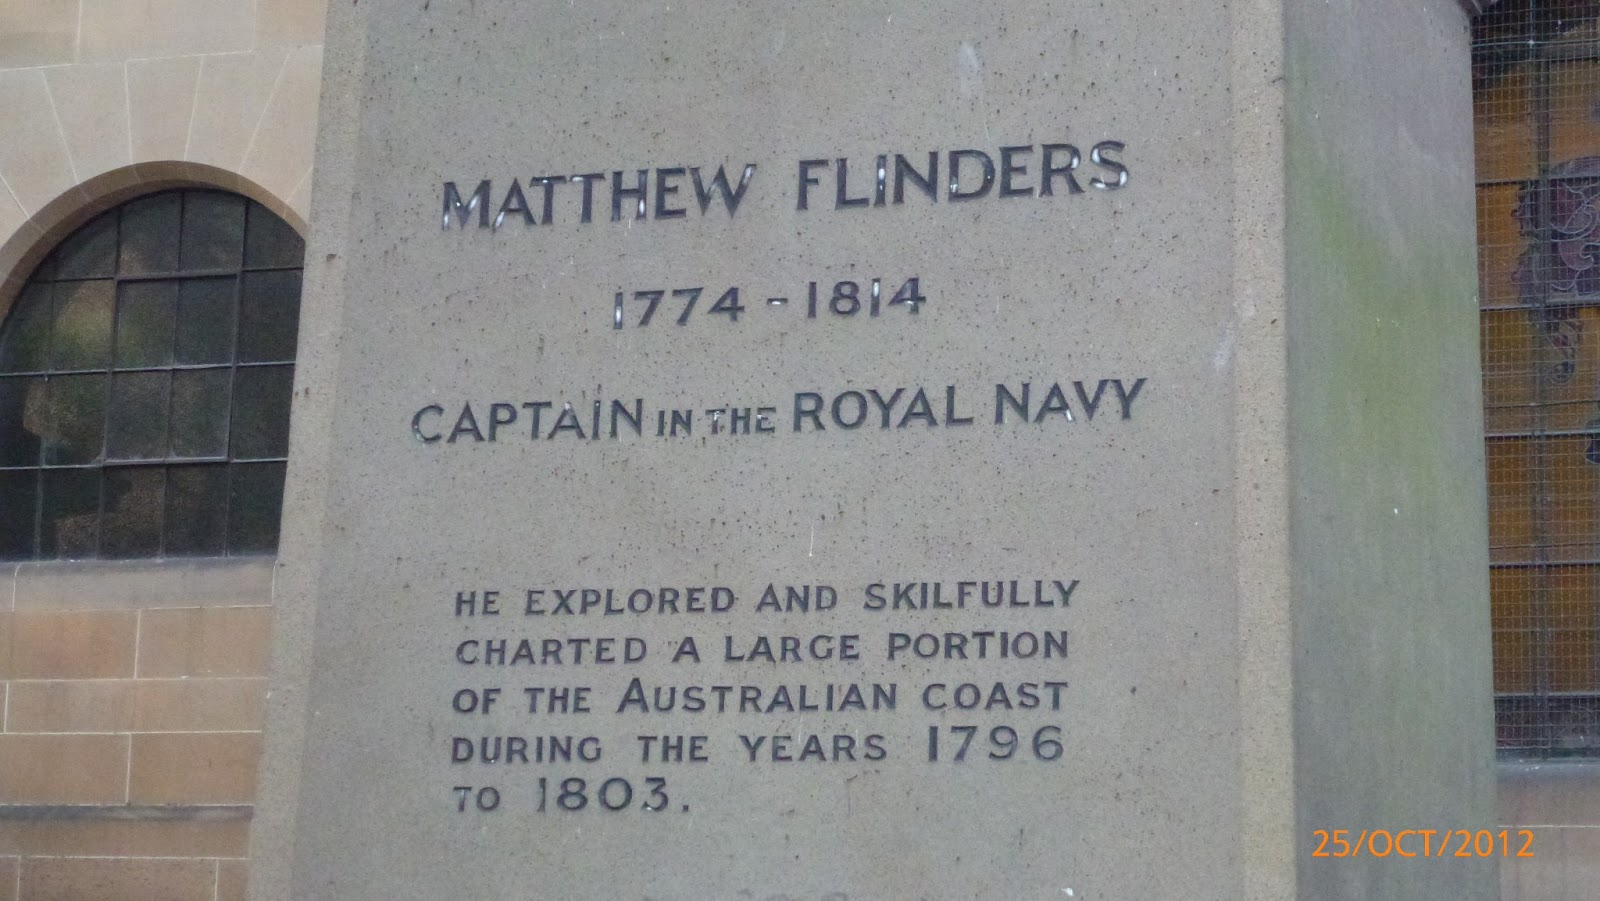 MATTHEW FLINDERS
1774 - 1814
CAPTAIN IN THE ROYAL NAVY
HE EXPLORED AND SKILFULLY
CHARTED A LARGE PORTION
OF THE AUSTRALIAN COAST
DURING THE YEARS 1796
TO 1803.
25/OCT/2012